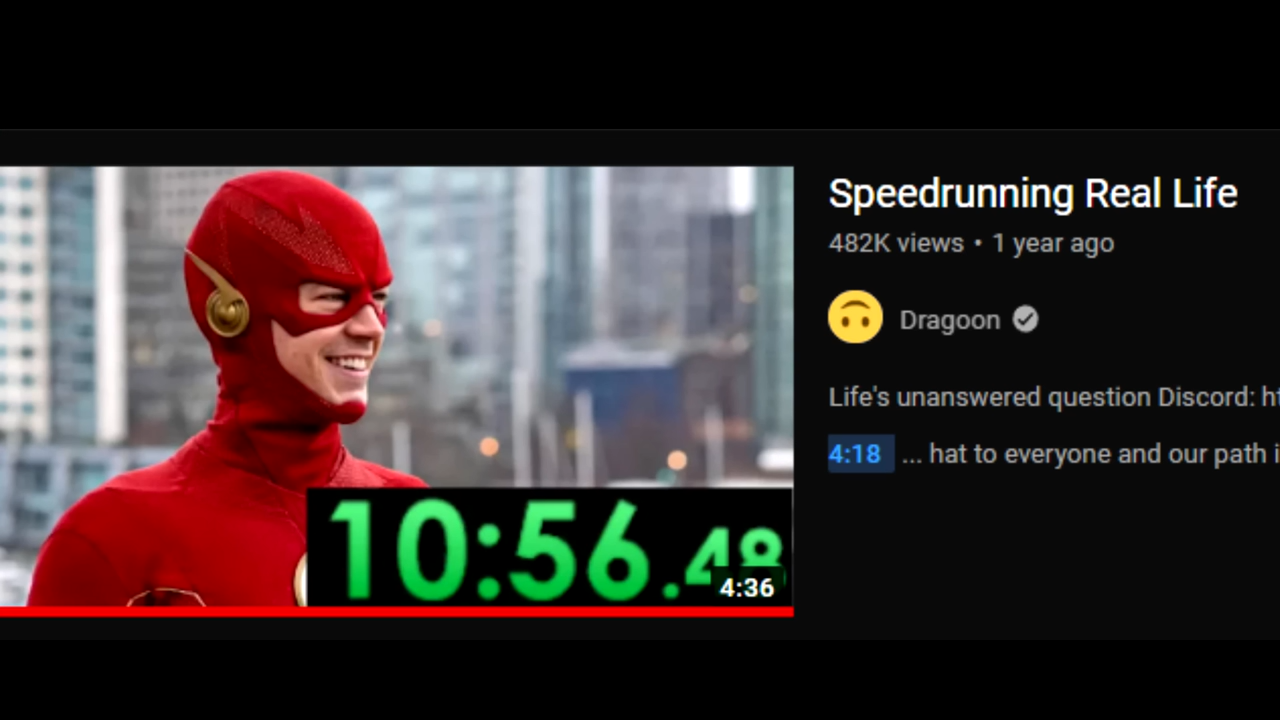 Speedrunning Real Life
482K views • 1 year ago
Dragoon
Life's unanswered question Discord:
4:18 ... hat to everyone and our path
10:56.48
4:36